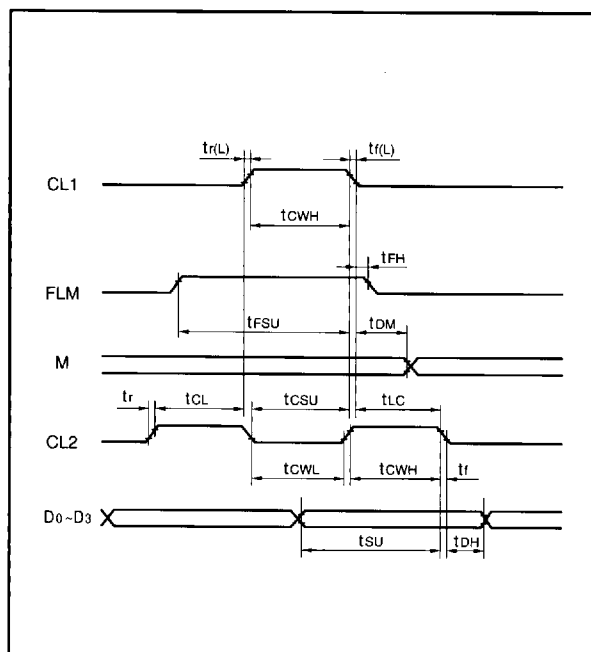 tr(L) tf(L)
CL1
tCWH
tFH
FLM
tFSU tDM
M
tr tCL tCSU tLC
CL2
tCWL tCWH tf
D0~D3
tSU tDH